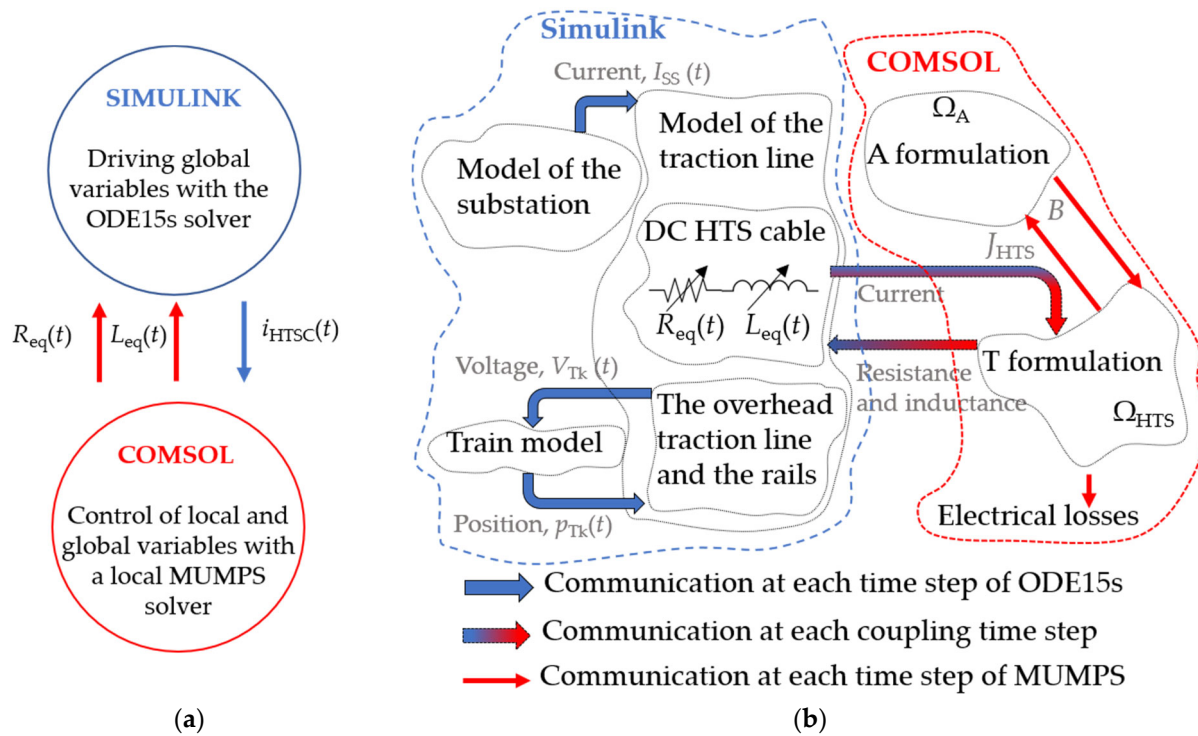 SIMULINK
Driving global
variables with the
ODE15s solver
Req(t)
Leq(t)
iHTSC(t)
COMSOL
Control of local and
global variables with
a local MUMPS
solver
(a)
Simulink
Current, ISS (t)
Model of the
substation
Model of the
traction line
DC HTS cable
Req(t)
Leq(t)
Voltage, VTk (t)
Train model
Position, pTk(t)
The overhead
traction line
and the rails
COMSOL
ΩA
A formulation
B
JHTS
Current
Resistance
and inductance
T formulation
ΩHTS
Electrical losses
Communication at each time step of ODE15s
Communication at each coupling time step
Communication at each time step of MUMPS
(b)